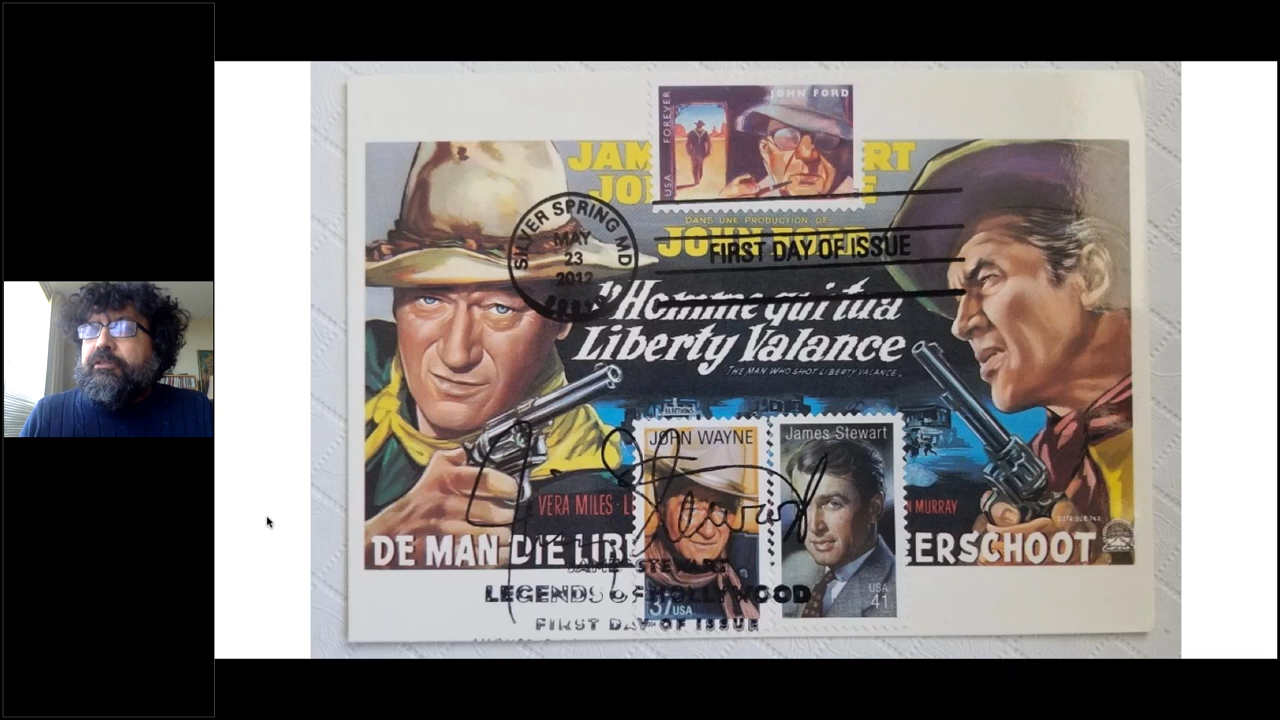 JOHN FORD
USA FOREVER
JAM RT
JO E
DANS UNE PRODUCTION DE
JOHN FORD
FIRST DAY OF ISSUE
SILVER SPRING MD
MAY
23
2012
l'Homme qui tua
Liberty Valance
THE MAN WHO SHOT LIBERTY VALANCE
ELECTIONS
JOHN WAYNE
James Stewart
VERA MILES · L MURRAY
DE MAN DIE LIB ERSCHOOT
JAMES STEWART
LEGENDS OF HOLLYWOOD
37 USA
USA
41
FIRST DAY OF ISSUE